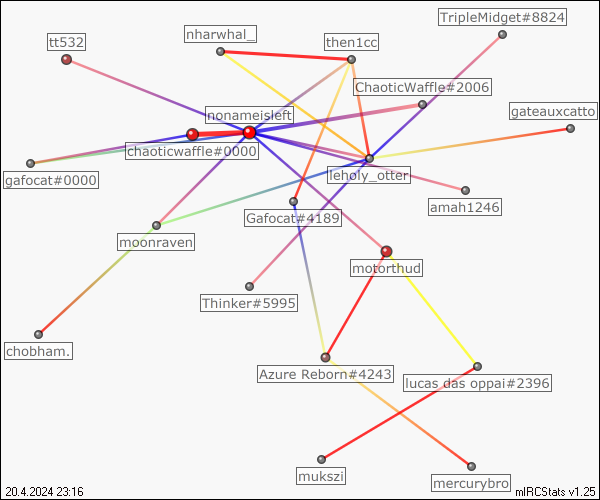 TripleMidget#8824
nharwhal_
tt532
then1cc
ChaoticWaffle#2006
gateauxcatto
nonameisleft
chaoticwaffle#0000
leholy_otter
gafocat#0000
amah1246
Gafocat#4189
moonraven
motorthud
Thinker#5995
chobham.
Azure Reborn#4243
lucas das oppai#2396
mukszi
mercurybro
20.4.2024 23:16
mIRCStats v1.25